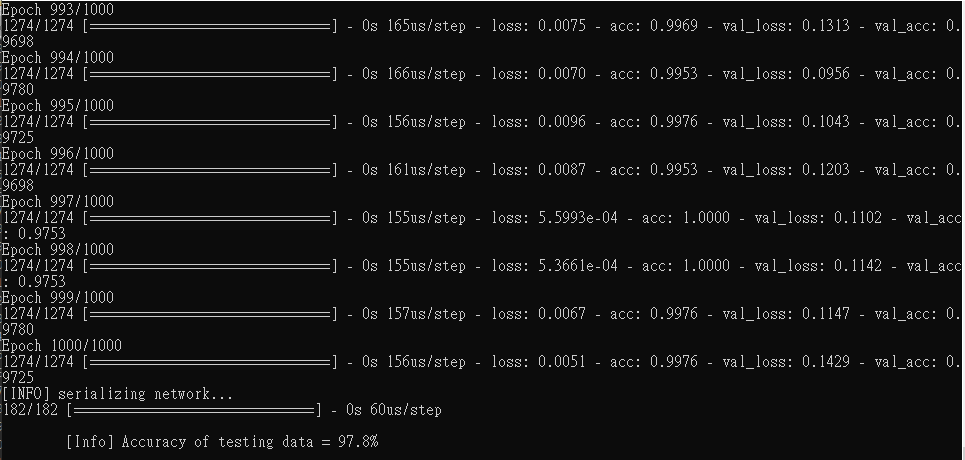 Epoch 993/1000
1274/1274 [==============================] - 0s 165us/step - loss: 0.0075 - acc: 0.9969 - val_loss: 0.1313 - val_acc: 0.
9698
Epoch 994/1000
1274/1274 [==============================] - 0s 166us/step - loss: 0.0070 - acc: 0.9953 - val_loss: 0.0956 - val_acc: 0.
9780
Epoch 995/1000
1274/1274 [==============================] - 0s 156us/step - loss: 0.0096 - acc: 0.9976 - val_loss: 0.1043 - val_acc: 0.
9725
Epoch 996/1000
1274/1274 [==============================] - 0s 161us/step - loss: 0.0087 - acc: 0.9953 - val_loss: 0.1203 - val_acc: 0.
9698
Epoch 997/1000
1274/1274 [==============================] - 0s 155us/step - loss: 5.5993e-04 - acc: 1.0000 - val_loss: 0.1102 - val_acc
: 0.9753
Epoch 998/1000
1274/1274 [==============================] - 0s 155us/step - loss: 5.3661e-04 - acc: 1.0000 - val_loss: 0.1142 - val_acc
: 0.9753
Epoch 999/1000
1274/1274 [==============================] - 0s 157us/step - loss: 0.0067 - acc: 0.9976 - val_loss: 0.1147 - val_acc: 0.
9780
Epoch 1000/1000
1274/1274 [==============================] - 0s 156us/step - loss: 0.0051 - acc: 0.9976 - val_loss: 0.1429 - val_acc: 0.
9725
[INFO] serializing network...
182/182 [==============================] - 0s 60us/step
[Info] Accuracy of testing data = 97.8%